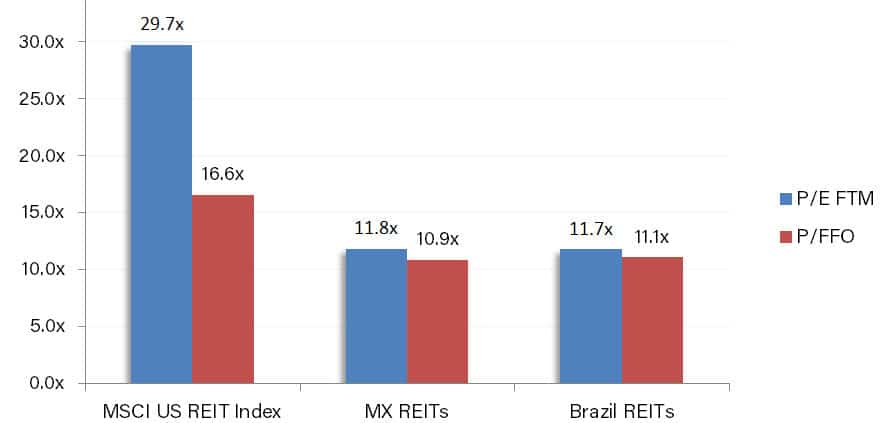 29.7x
30.0x
25.0x
20.0x
16.6x
15.0x
11.8x
10.9x
11.7x
11.1x
10.0x
5.0x
0.0x
MSCI US REIT Index
MX REITs
Brazil REITs
P/E FTM
P/FFO